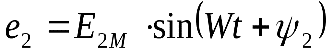 e₂ = E₂M · sin(Wt + ψ₂)